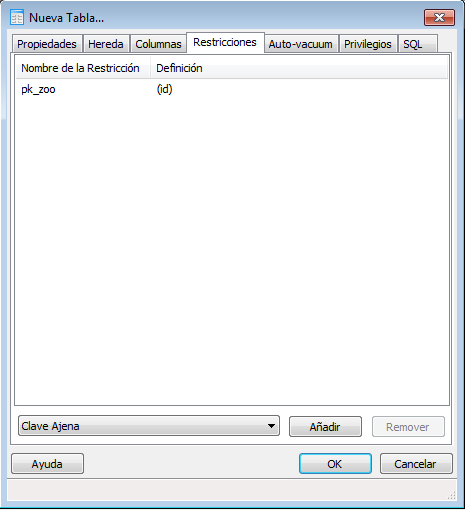 Nueva Tabla...
Propiedades Hereda Columnas Restricciones Auto-vacuum Privilegios SQL
Nombre de la Restricción Definición
pk_zoo (id)
Clave Ajena Añadir Remover
Ayuda OK Cancelar